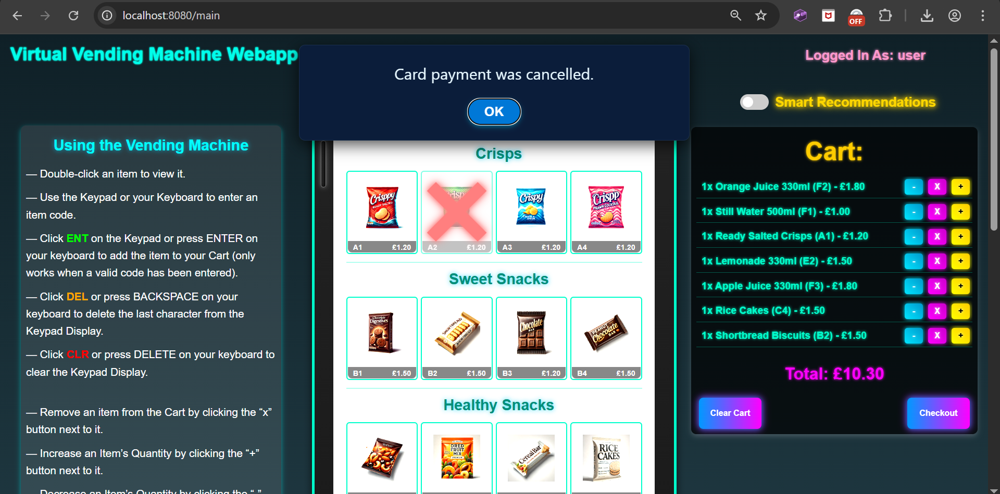 localhost:8080/main
OFF
Virtual Vending Machine Webapp
Card payment was cancelled.
OK
Logged In As: user
Smart Recommendations
Using the Vending Machine
— Double-click an item to view it.
— Use the Keypad or your Keyboard to enter an
item code.
— Click ENT on the Keypad or press ENTER on
your keyboard to add the item to your Cart (only
works when a valid code has been entered).
— Click DEL or press BACKSPACE on your
keyboard to delete the last character from the
Keypad Display.
— Click CLR or press DELETE on your keyboard to
clear the Keypad Display.
— Remove an item from the Cart by clicking the “x”
button next to it.
— Increase an Item’s Quantity by clicking the “+”
button next to it.
— Decrease an Item’s Quantity by clicking the “-”
Crisps
Crisppy
READY SALTED
Crispy
Crispp
PRAWN COCKTAIL
A1 £1.20
A2 £1.20
A3 £1.20
A4 £1.20
Sweet Snacks
Chocolate
Digestives
SHORTBREAD
Chocolate
BAR
PEANUT
Chocolate
BAR
B1 £1.50
B2 £1.50
B3 £1.20
B4 £1.50
Healthy Snacks
DRED
FRUIT
MIX
CerealBar
RICE
CAKES
Cart:
1x Orange Juice 330ml (F2) - £1.80 - X +
1x Still Water 500ml (F1) - £1.00 - X +
1x Ready Salted Crisps (A1) - £1.20 - X +
1x Lemonade 330ml (E2) - £1.50 - X +
1x Apple Juice 330ml (F3) - £1.80 - X +
1x Rice Cakes (C4) - £1.50 - X +
1x Shortbread Biscuits (B2) - £1.50 - X +
Total: £10.30
Clear Cart
Checkout